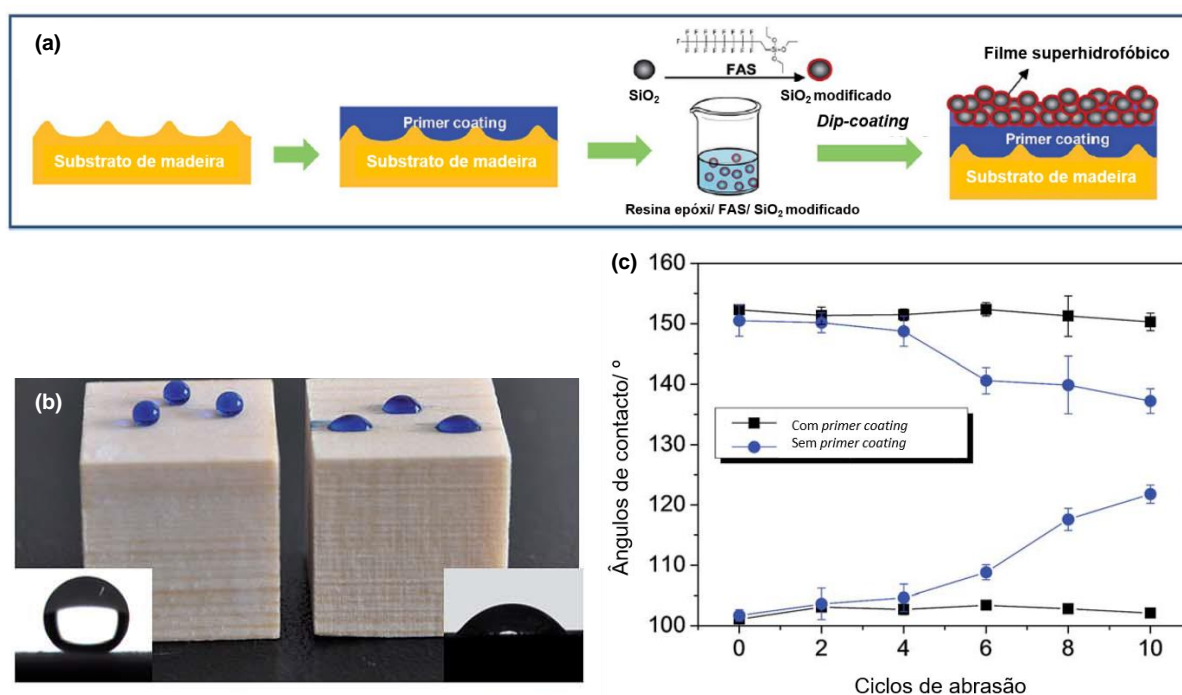 (a)
Substrato de madeira
Primer coating
Substrato de madeira
FAS
SiO₂
SiO₂ modificado
Resina epóxi/ FAS/ SiO₂ modificado
Dip-coating
Filme superhidrofóbico
Primer coating
Substrato de madeira
(b)
(c)
Ângulos de contacto/ º
160
150
140
130
120
110
100
Com primer coating
Sem primer coating
0 2 4 6 8 10
Ciclos de abrasão